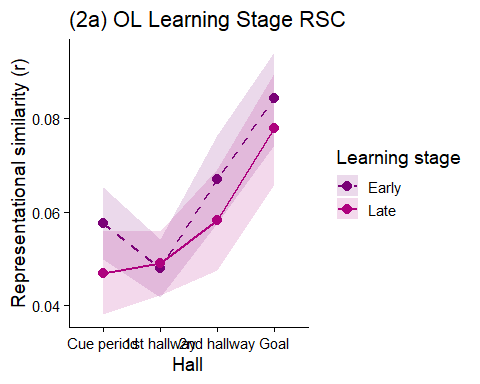 (2a) OL Learning Stage RSC
Representational similarity (r)
0.08
0.06
0.04
Cue period 1st hallway 2nd hallway Goal
Hall
Learning stage
Early
Late